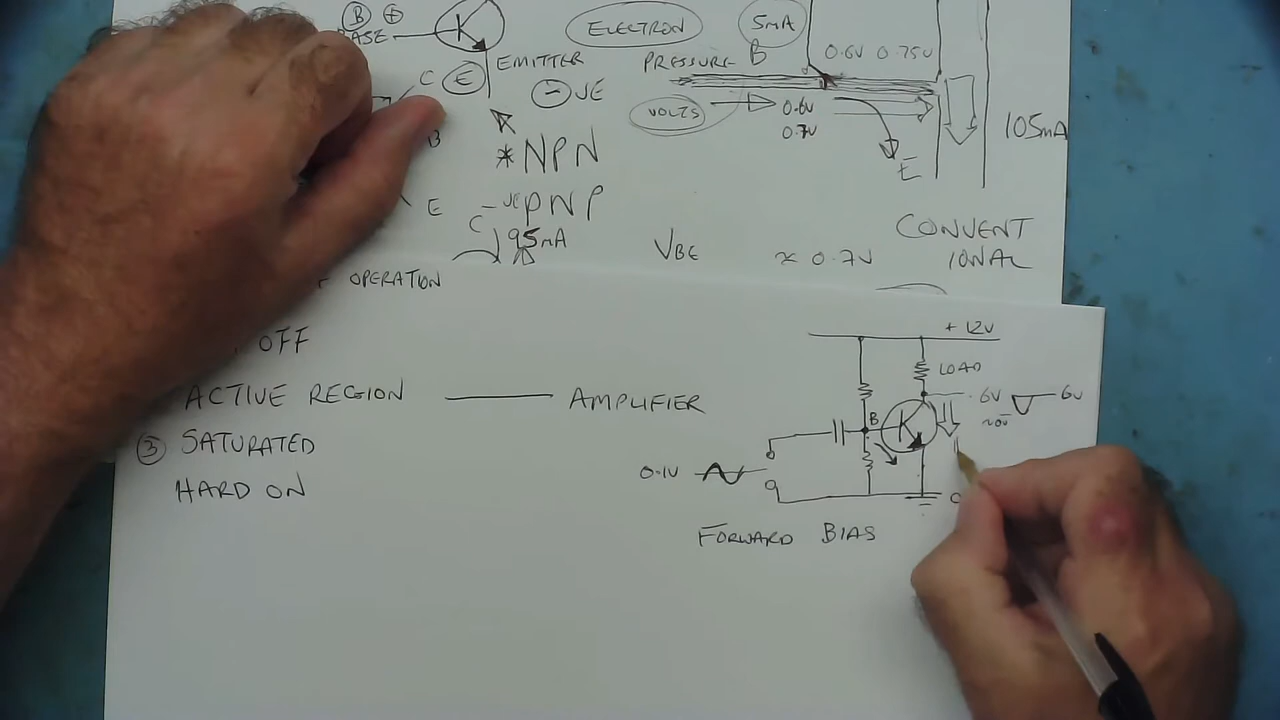 B +
BASE
EMITTER
C E
- VE
B
E
* NPN
-VE PNP
C
95mA
ELECTRON
5mA
PRESSURE B
0.6V 0.75V
VOLTS
0.6V
0.7V
E
105mA
VBE ≈ 0.7V
CONVENT
IONAL
OPERATION
OFF
ACTIVE REGION — AMPLIFIER
③ SATURATED
HARD ON
+12V
LOAD
6V
6V
~0V
B
0.1V
FORWARD BIAS